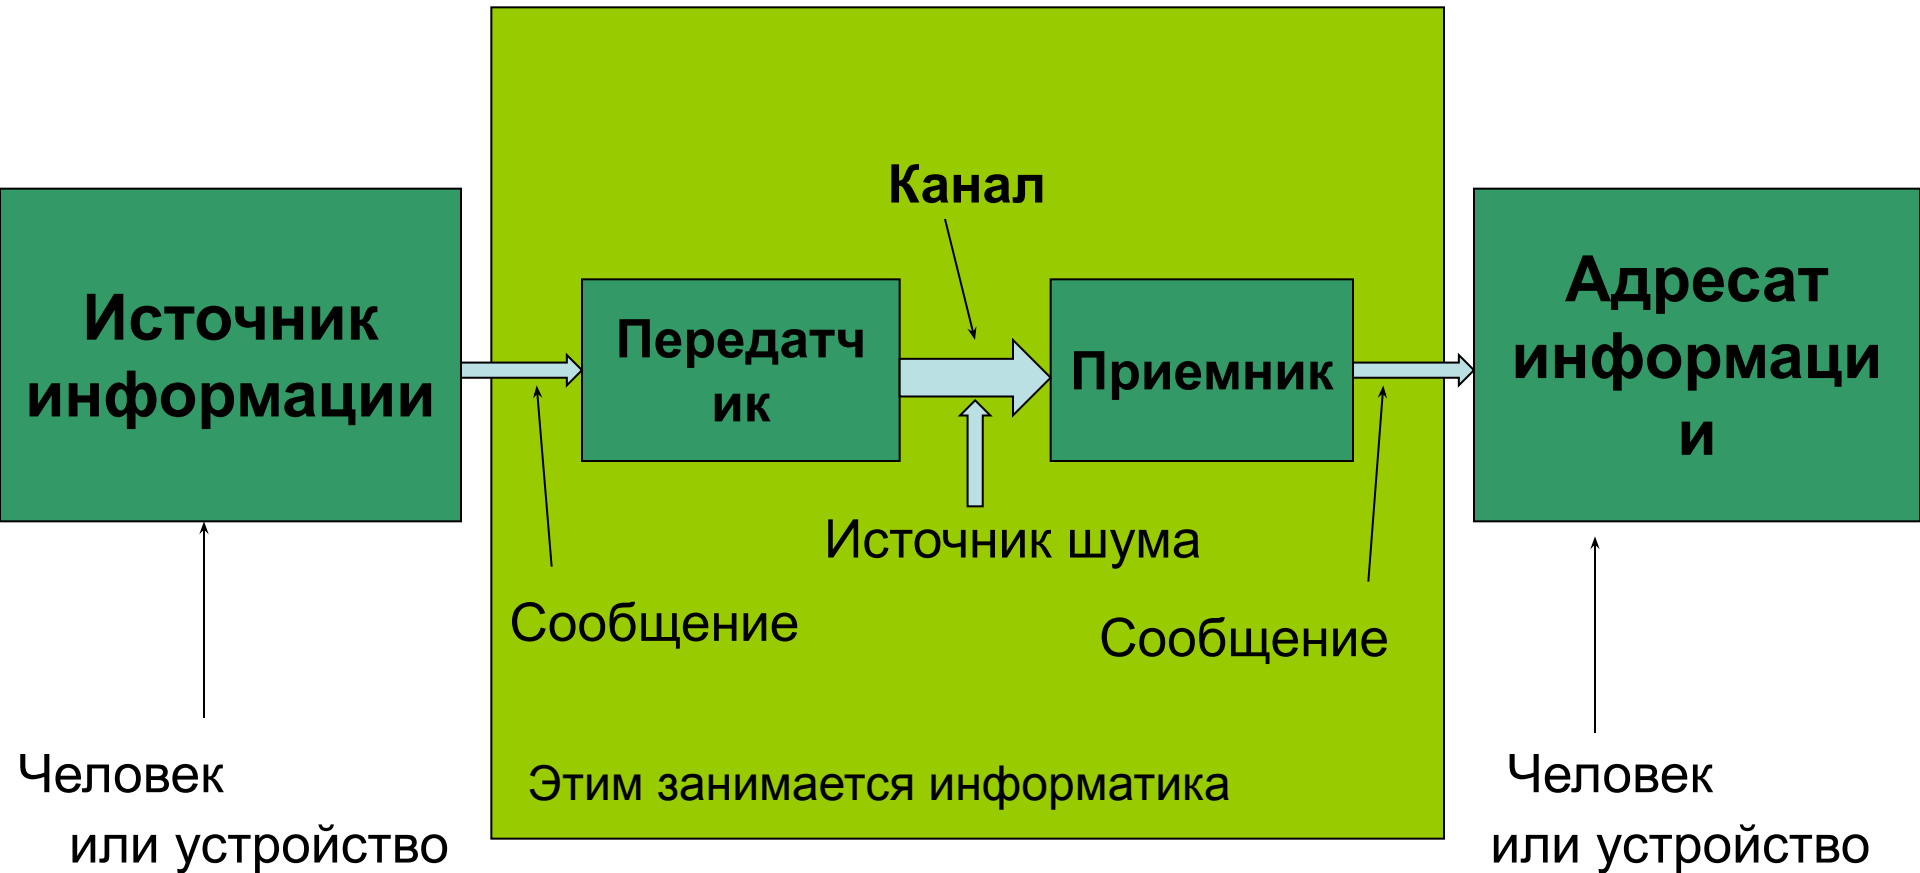 Канал
Источник
информации
Передатч
ик
Приемник
Адресат
информаци
и
Источник шума
Сообщение
Сообщение
Человек
или устройство
Этим занимается информатика
Человек
или устройство